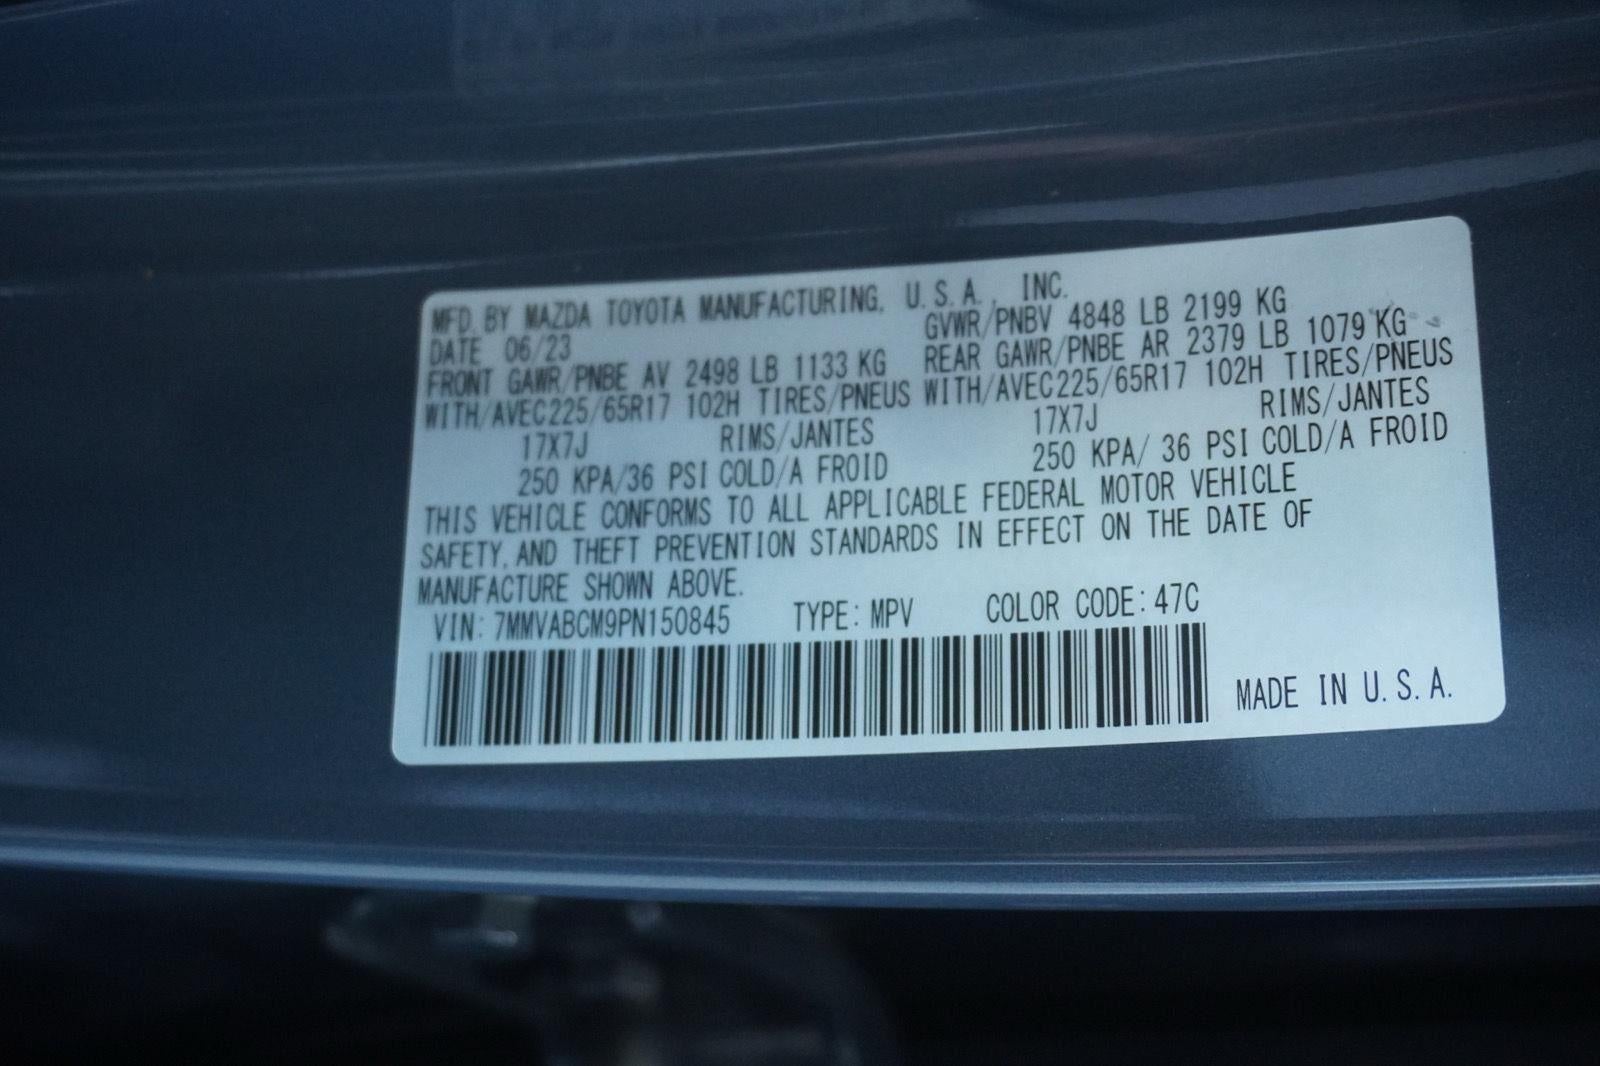 MFD. BY MAZDA TOYOTA MANUFACTURING, U.S.A., INC.
DATE 06/23 GVWR/PNBV 4848 LB 2199 KG
FRONT GAWR/PNBE AV 2498 LB 1133 KG REAR GAWR/PNBE AR 2379 LB 1079 KG
WITH/AVEC225/65R17 102H TIRES/PNEUS WITH/AVEC225/65R17 102H TIRES/PNEUS
17X7J RIMS/JANTES 17X7J RIMS/JANTES
250 KPA/36 PSI COLD/A FROID 250 KPA/ 36 PSI COLD/A FROID
THIS VEHICLE CONFORMS TO ALL APPLICABLE FEDERAL MOTOR VEHICLE
SAFETY, AND THEFT PREVENTION STANDARDS IN EFFECT ON THE DATE OF
MANUFACTURE SHOWN ABOVE.
VIN: 7MMVABCM9PN150845 TYPE: MPV COLOR CODE: 47C
MADE IN U.S.A.